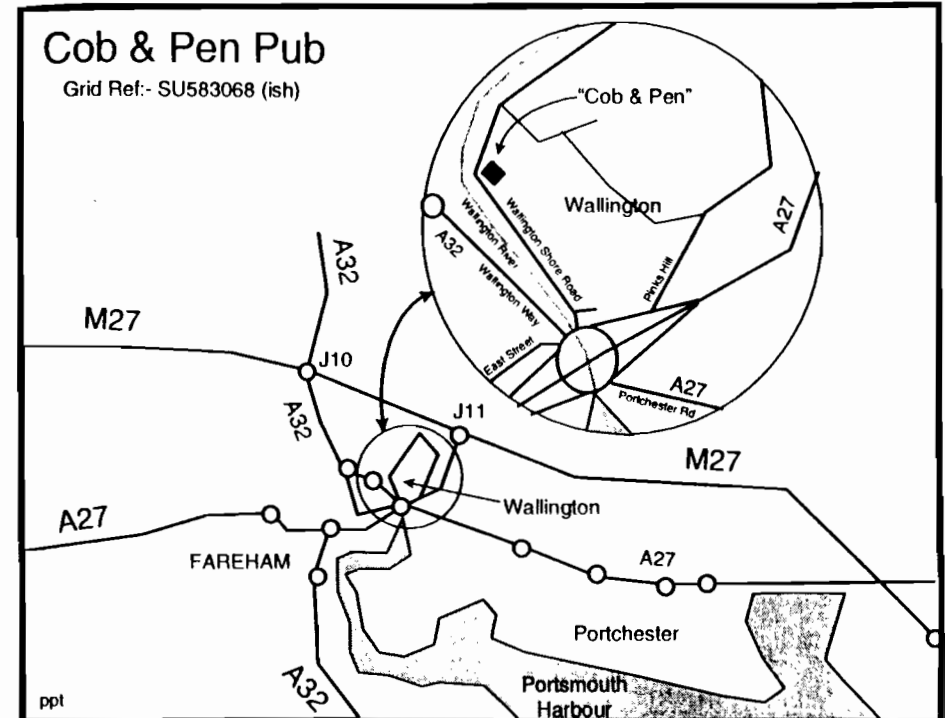 Cob & Pen Pub
Grid Ref:- SU583068 (ish)
"Cob & Pen"
Wallington
A27
A32
Wallington River
Wallington Shore Road
Wallington Way
Pinks Hill
East Street
A27
Portchester Rd
A32
M27
J10
A32
J11
M27
Wallington
A27
FAREHAM
A27
Portchester
A32
Portsmouth
Harbour
ppt